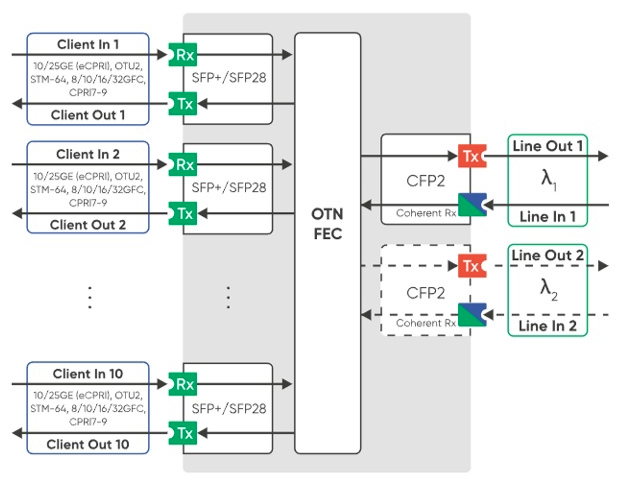 Client In 1
Rx
10/25GE (eCPRI), OTU2,
STM-64, 8/10/16/32GFC,
CPRI7-9
SFP+/SFP28
Tx
Client Out 1
Client In 2
Rx
10/25GE (eCPRI), OTU2,
STM-64, 8/10/16/32GFC,
CPRI7-9
SFP+/SFP28
Tx
Client Out 2
Client In 10
Rx
10/25GE (eCPRI), OTU2,
STM-64, 8/10/16/32GFC,
CPRI7-9
SFP+/SFP28
Tx
Client Out 10
OTN
FEC
Tx
CFP2
Coherent Rx
Line Out 1
λ1
Line In 1
Tx
CFP2
Coherent Rx
Line Out 2
λ2
Line In 2